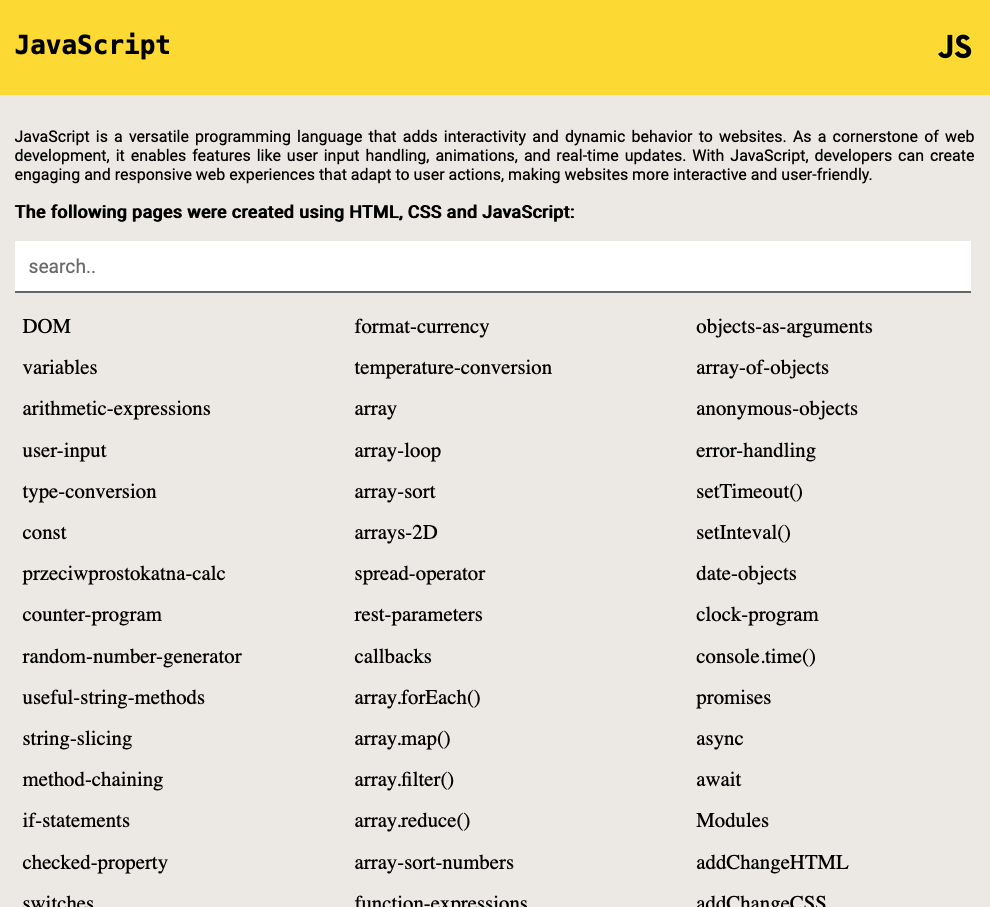 JavaScript
JS
JavaScript is a versatile programming language that adds interactivity and dynamic behavior to websites. As a cornerstone of web
development, it enables features like user input handling, animations, and real-time updates. With JavaScript, developers can create
engaging and responsive web experiences that adapt to user actions, making websites more interactive and user-friendly.
The following pages were created using HTML, CSS and JavaScript:
search..
DOM
variables
arithmetic-expressions
user-input
type-conversion
const
przeciwprostokatna-calc
counter-program
random-number-generator
useful-string-methods
string-slicing
method-chaining
if-statements
checked-property
switches
format-currency
temperature-conversion
array
array-loop
array-sort
arrays-2D
spread-operator
rest-parameters
callbacks
array.forEach()
array.map()
array.filter()
array.reduce()
array-sort-numbers
function-expressions
objects-as-arguments
array-of-objects
anonymous-objects
error-handling
setTimeout()
setInteval()
date-objects
clock-program
console.time()
promises
async
await
Modules
addChangeHTML
addChangeCSS